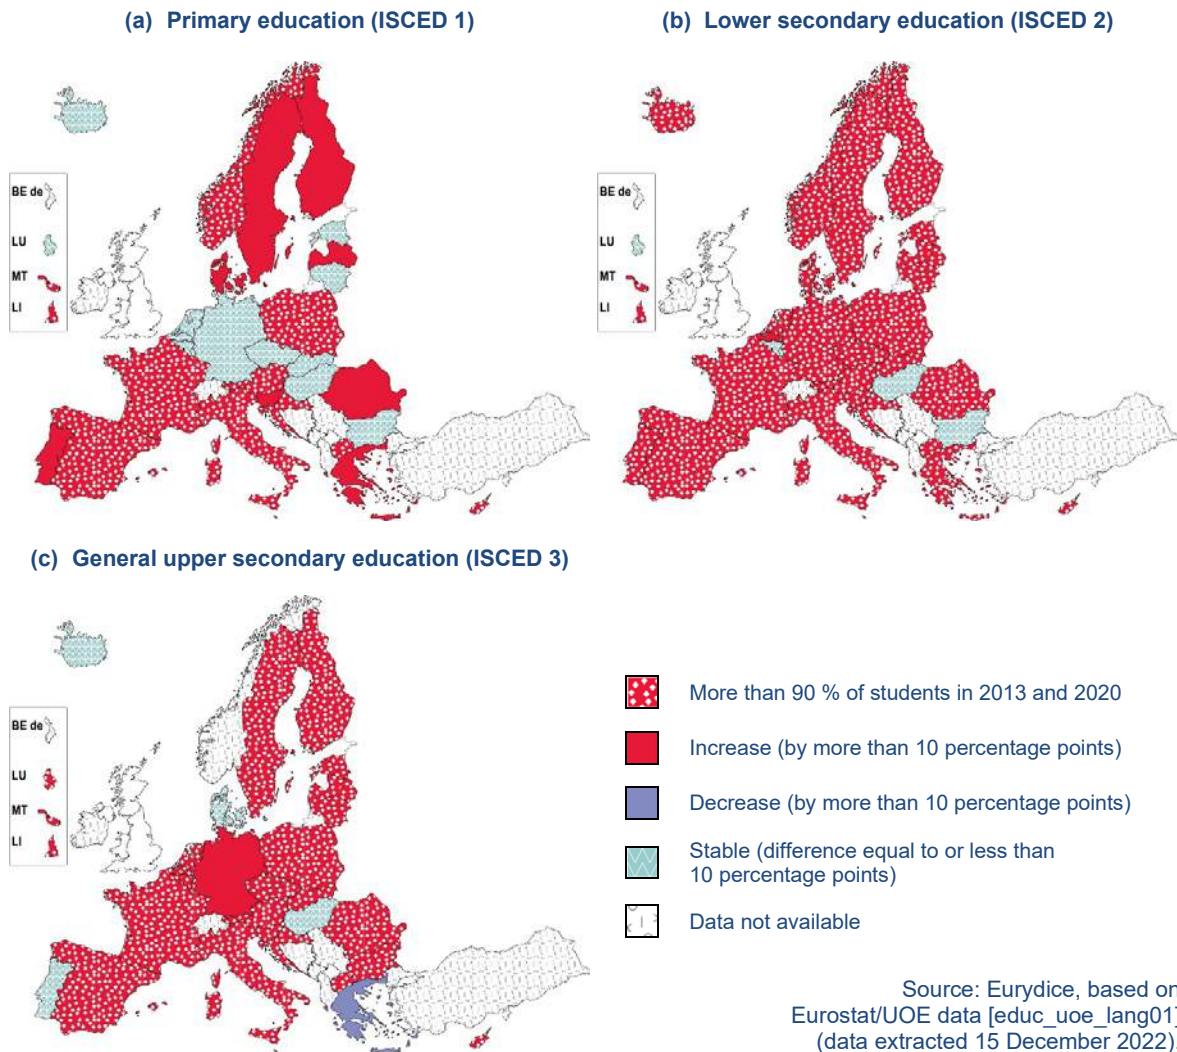 (a) Primary education (ISCED 1)
(b) Lower secondary education (ISCED 2)
BE de
LU
MT
LI
BE de
LU
MT
LI
(c) General upper secondary education (ISCED 3)
BE de
LU
MT
LI
More than 90 % of students in 2013 and 2020
Increase (by more than 10 percentage points)
Decrease (by more than 10 percentage points)
Stable (difference equal to or less than
10 percentage points)
Data not available
Source: Eurydice, based on
Eurostat/UOE data [educ_uoe_lang01]
(data extracted 15 December 2022).